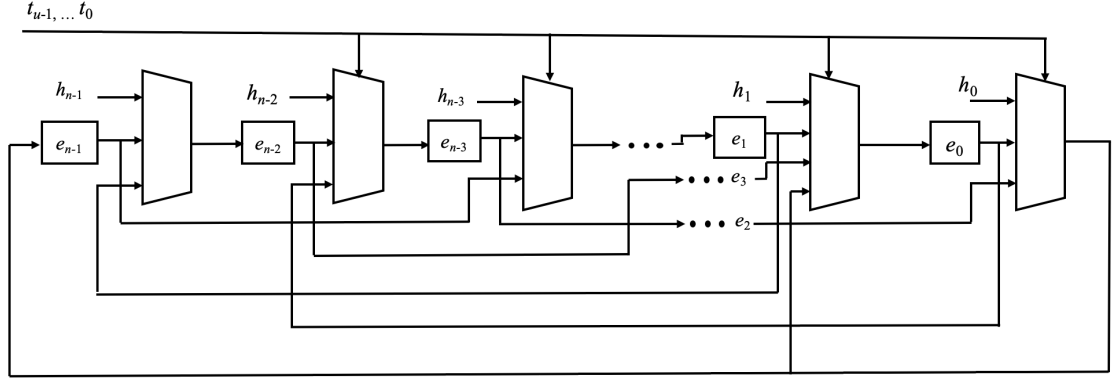 t_{u-1}, … t_0
h_{n-1} h_{n-2} h_{n-3} h_1 h_0
e_{n-1} e_{n-2} e_{n-3} ••• e_1 e_0
••• e_3
••• e_2